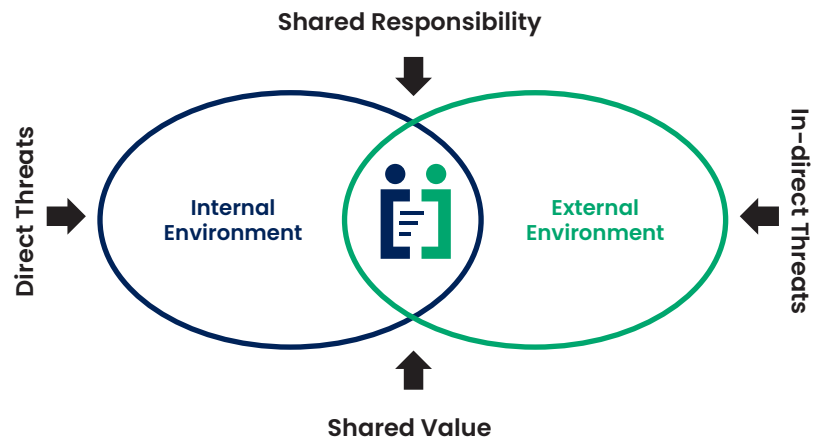 Shared Responsibility
Direct Threats
Internal
Environment
External
Environment
In-direct Threats
Shared Value